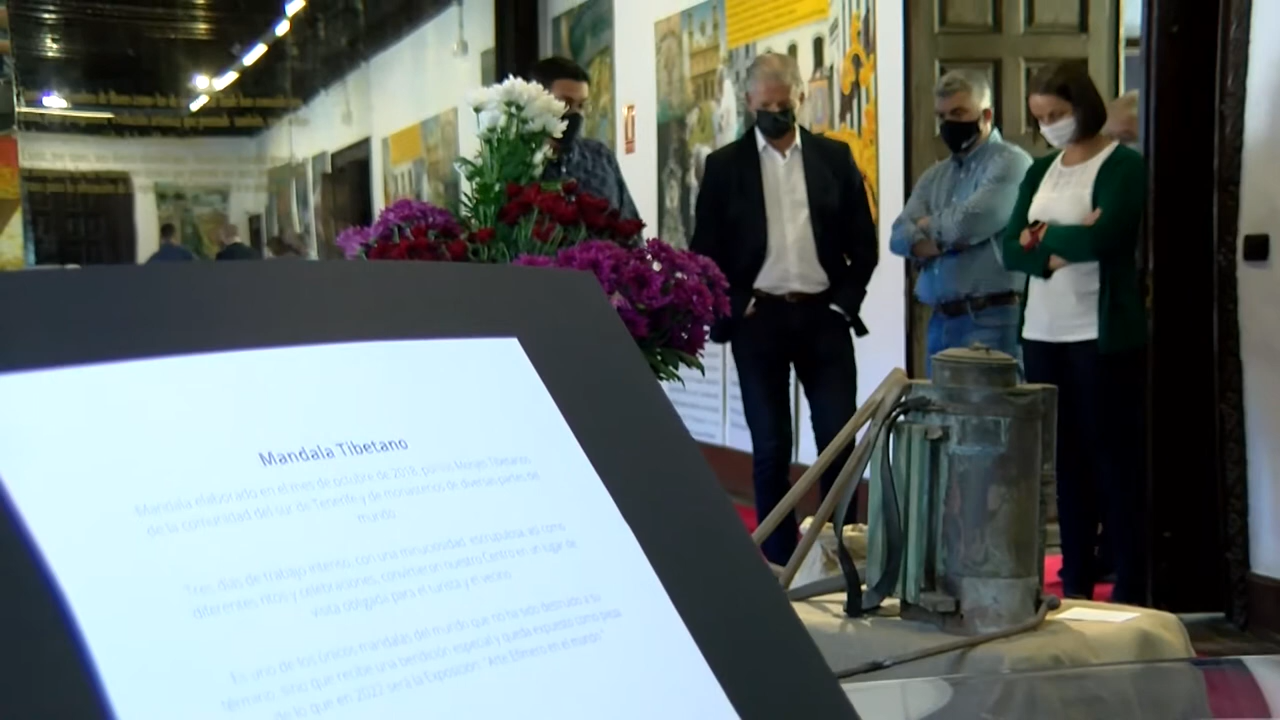 Mandala Tibetano
Mandala elaborado en el mes de octubre de 2018, por los Monjes Tibetanos
de la comunidad del sur de Tenerife y de monasterios de diversas partes del
mundo.
Tres días de trabajo intenso, con una minuciosidad escrupulosa, así como
diferentes ritos y celebraciones, convirtieron nuestro Centro en un lugar de
visita obligada para el turista y el vecino.
Es uno de los únicos mandalas del mundo que no ha sido destruido a su
término, sino que recibe una bendición especial y queda expuesto como pieza
de lo que en 2022 será la Exposición: "Arte Efímero en el mundo."